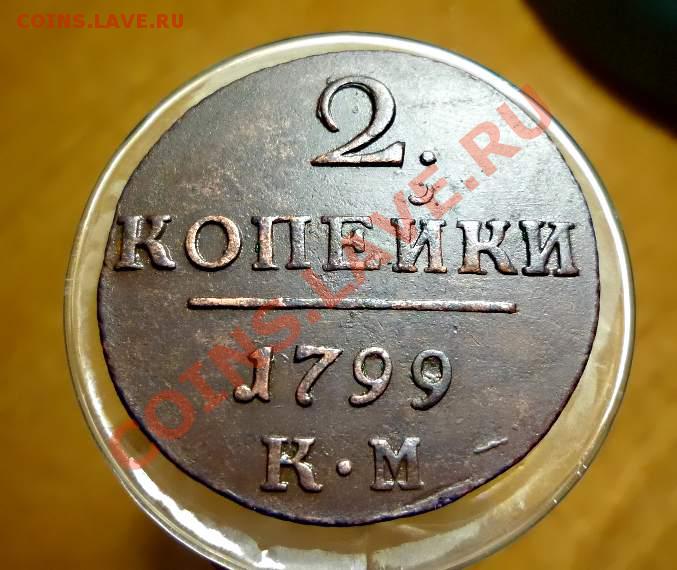 COINS.LAVE.RU
2.
КОПЕЙКИ
1799
К·М
COINS.LAVE.RU